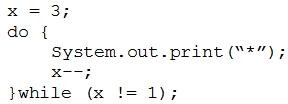 x = 3;
do {
    System.out.print(“*”);
    x--;
}while (x != 1);